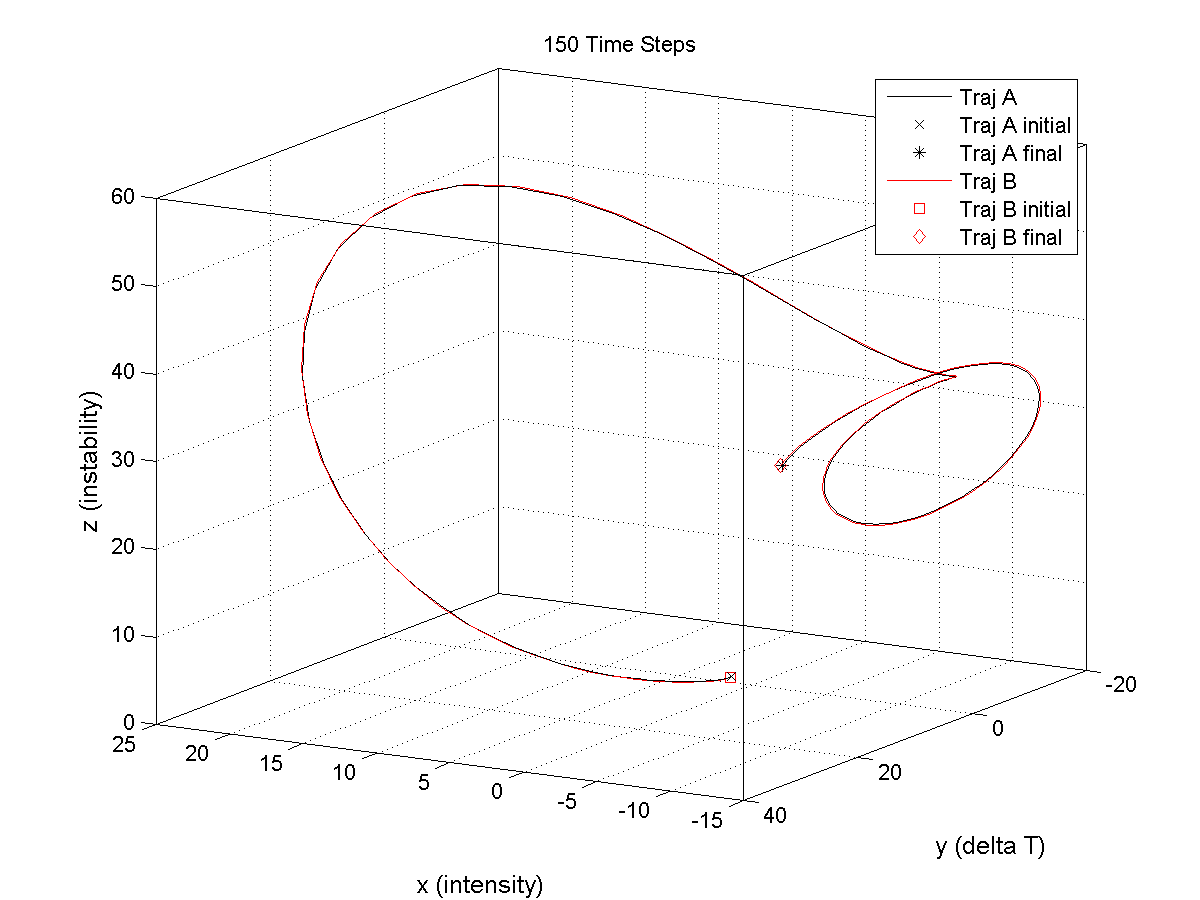 150 Time Steps
Traj A
Traj A initial
Traj A final
Traj B
Traj B initial
Traj B final
60
50
40
30
20
10
0
z (instability)
25
20
15
10
5
0
-5
-10
-15
x (intensity)
40
20
0
-20
y (delta T)